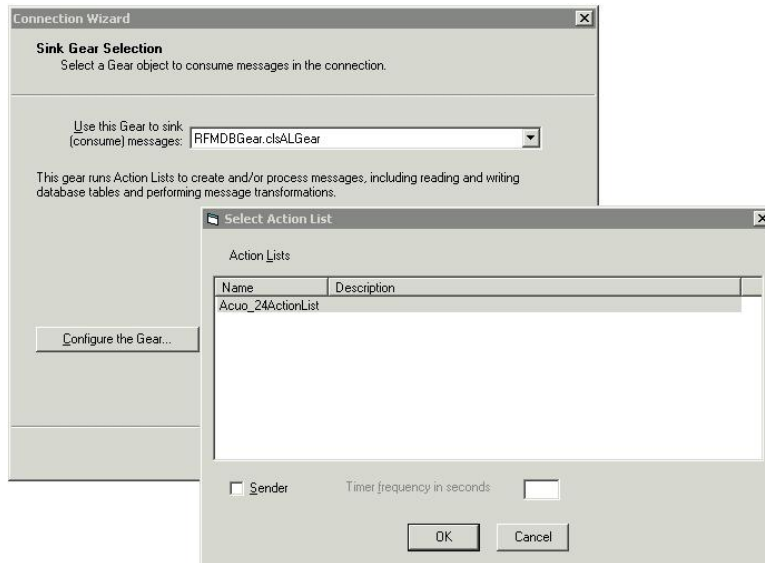 Connection Wizard
Sink Gear Selection
Select a Gear object to consume messages in the connection.
Use this Gear to sink
(consume) messages: RFMDBGear.clsALGear
This gear runs Action Lists to create and/or process messages, including reading and writing
database tables and performing message transformations.
Configure the Gear...
Select Action List
Action Lists
Name Description
Acuo_24ActionList
Sender Timer frequency in seconds
OK Cancel